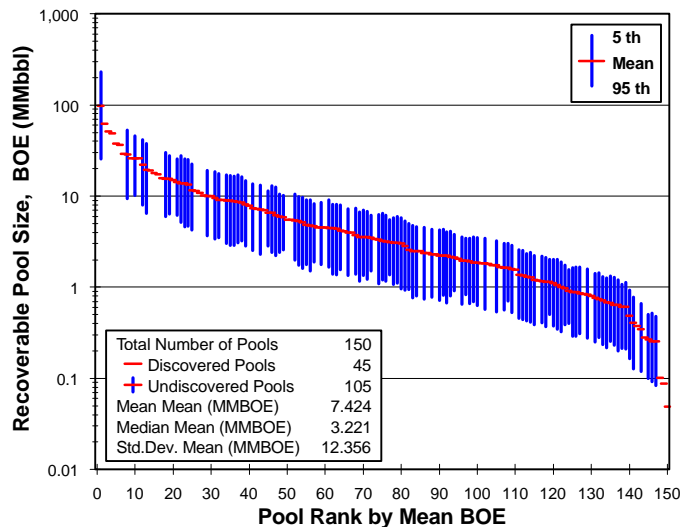 Recoverable Pool Size, BOE (MMbbl)
1,000
100
10
1
0.1
0.01
5 th
Mean
95 th
Total Number of Pools 150
Discovered Pools 45
Undiscovered Pools 105
Mean Mean (MMBOE) 7.424
Median Mean (MMBOE) 3.221
Std.Dev. Mean (MMBOE) 12.356
0 10 20 30 40 50 60 70 80 90 100 110 120 130 140 150
Pool Rank by Mean BOE